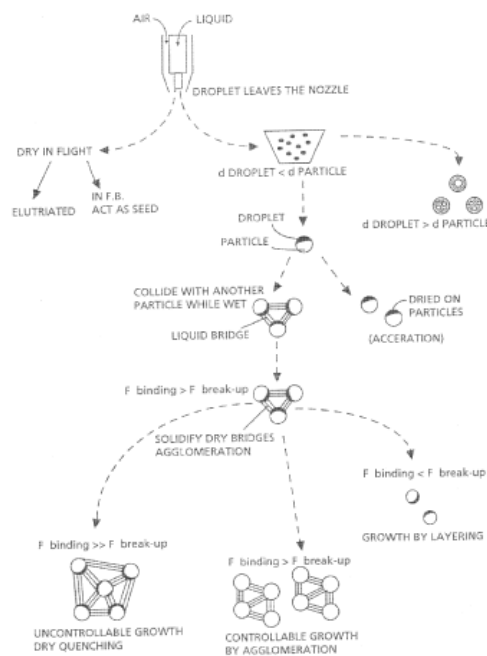 AIR
LIQUID
DROPLET LEAVES THE NOZZLE
DRY IN FLIGHT
ELUTRIATED
IN F.B.
ACT AS SEED
d DROPLET < d PARTICLE
d DROPLET > d PARTICLE
DROPLET
PARTICLE
COLLIDE WITH ANOTHER
PARTICLE WHILE WET
LIQUID BRIDGE
DRIED ON
PARTICLES
(ACCERATION)
F binding > F break-up
SOLIDIFY DRY BRIDGES
AGGLOMERATION
F binding < F break-up
GROWTH BY LAYERING
F binding >> F break-up
UNCONTROLLABLE GROWTH
DRY QUENCHING
F binding > F break-up
CONTROLLABLE GROWTH
BY AGGLOMERATION